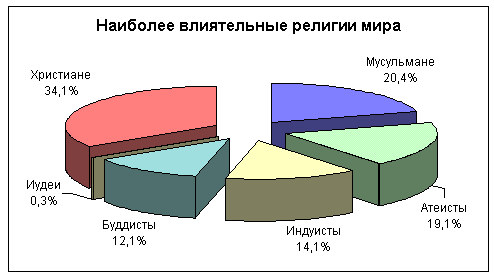 Наиболее влиятельные религии мира
Христиане
34,1%
Мусульмане
20,4%
Иудеи
0,3%
Буддисты
12,1%
Индуисты
14,1%
Атеисты
19,1%